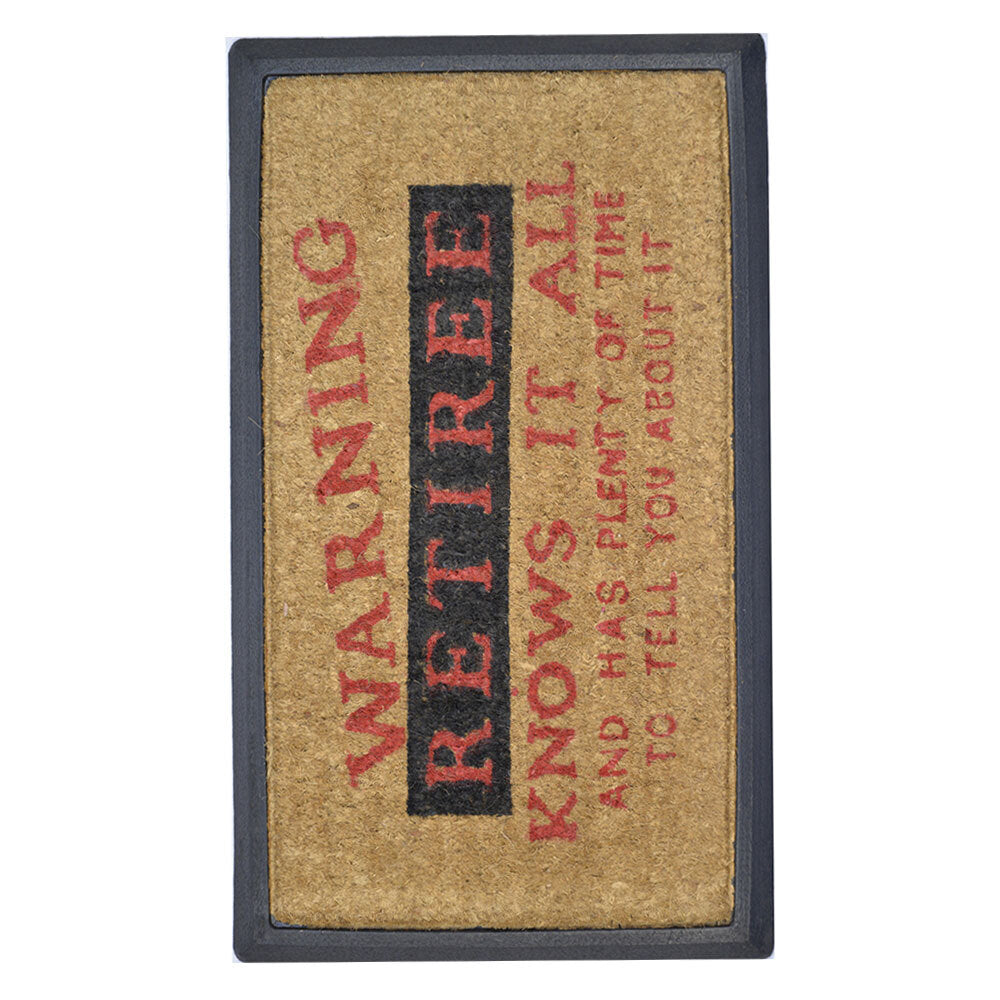 WARNING
RETIREE
KNOWS IT ALL
AND HAS PLENTY OF TIME
TO TELL YOU ABOUT IT